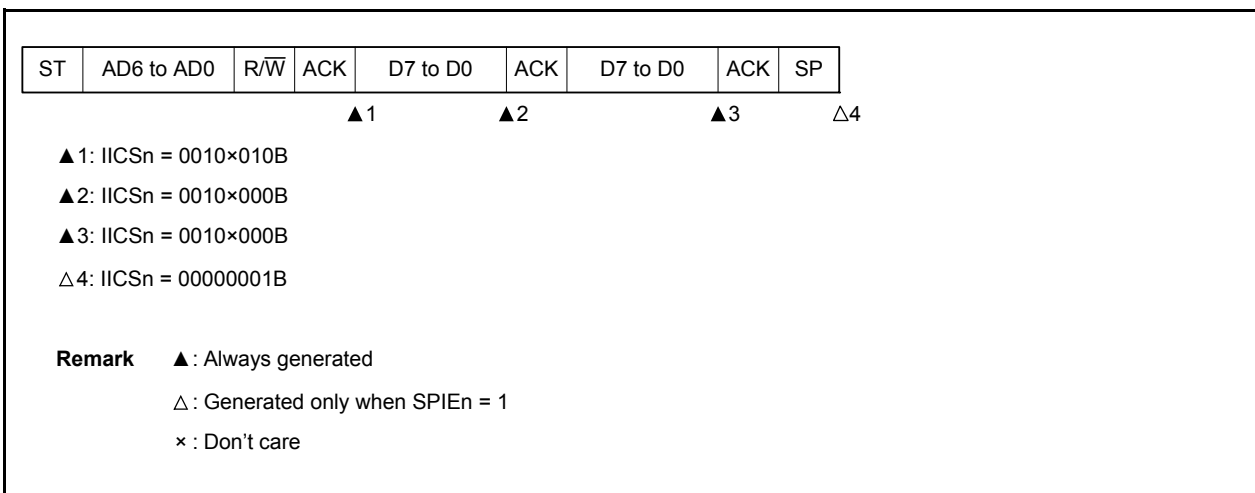 ST AD6 to AD0 R/W̅ ACK D7 to D0 ACK D7 to D0 ACK SP
▲1 ▲2 ▲3 △4
▲1: IICSn = 0010×010B
▲2: IICSn = 0010×000B
▲3: IICSn = 0010×000B
△4: IICSn = 00000001B
Remark ▲: Always generated
△: Generated only when SPIEn = 1
×: Don't care